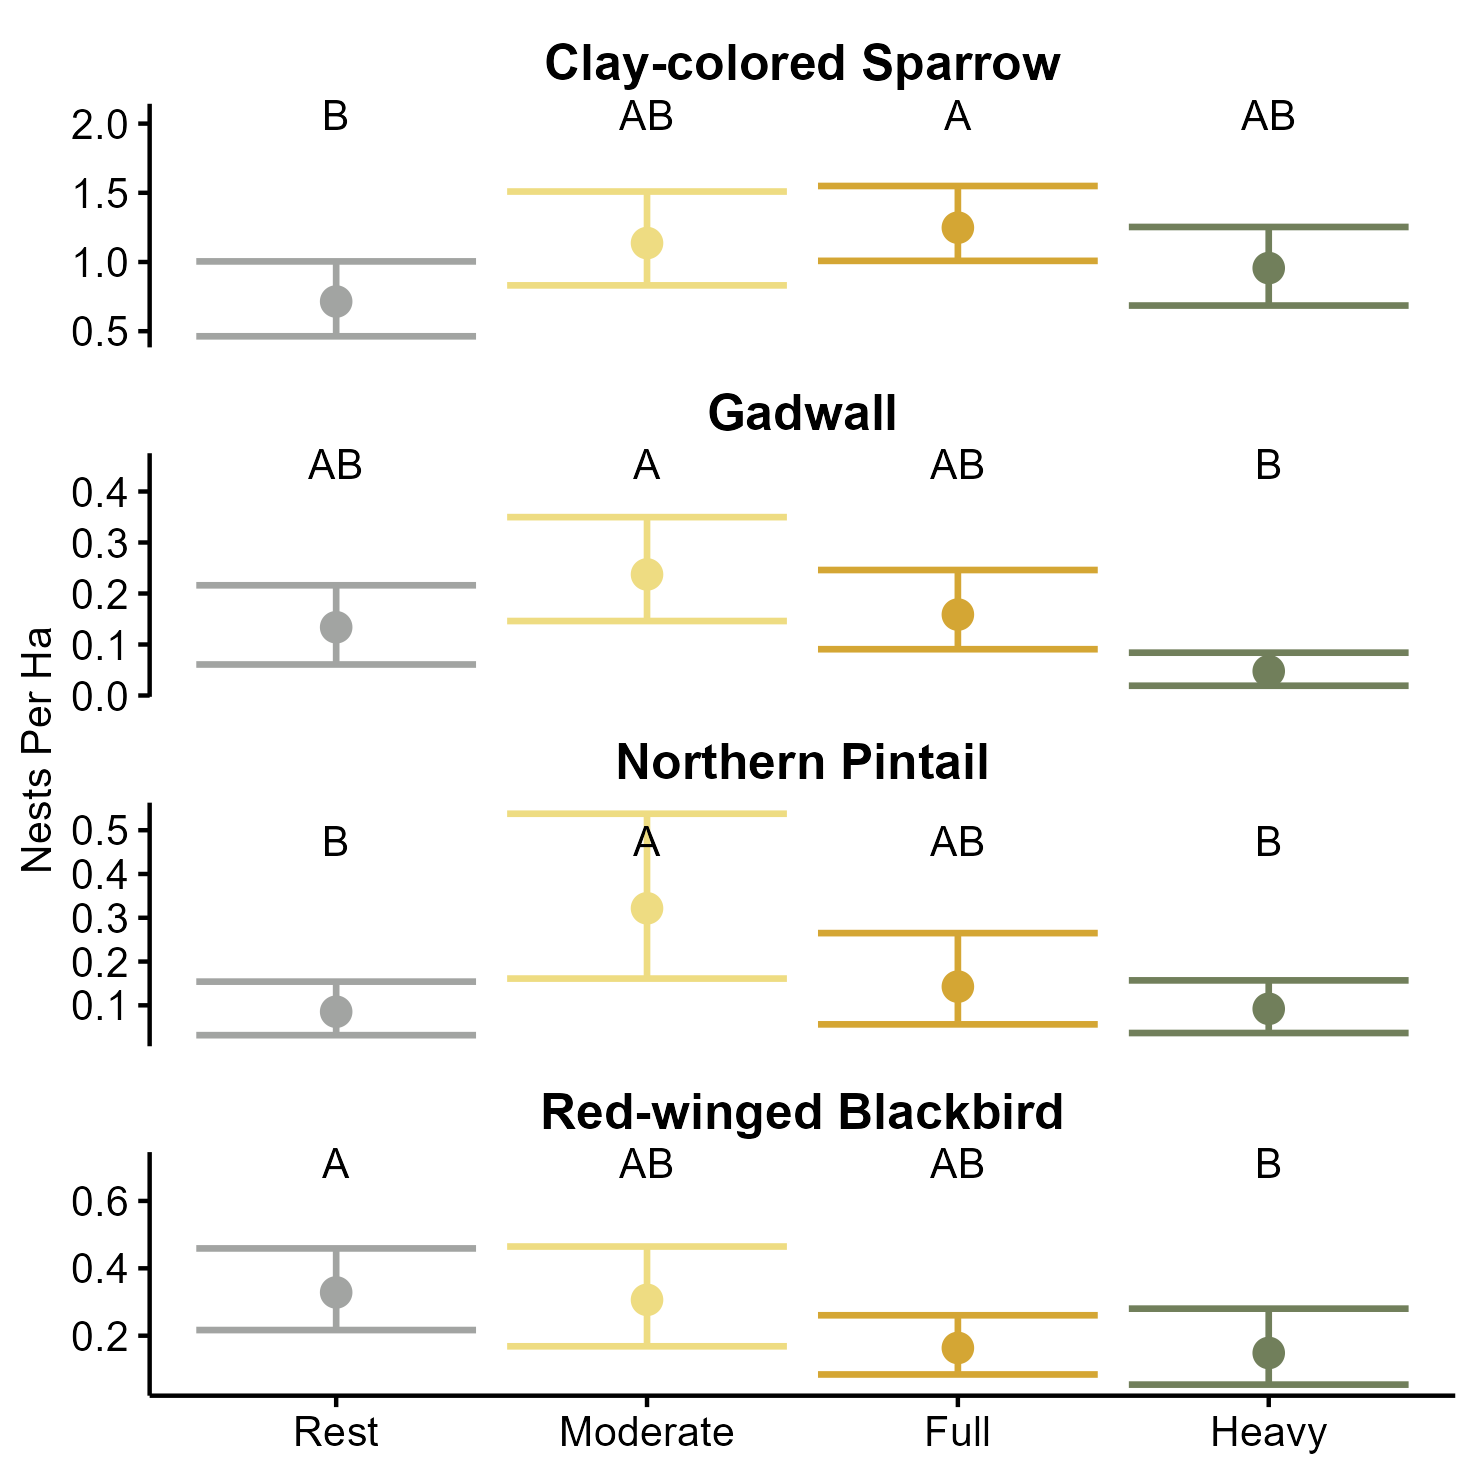 Clay-colored Sparrow
B AB A AB
2.0
1.5
1.0
0.5
Gadwall
AB A AB B
0.4
0.3
0.2
0.1
0.0
Nests Per Ha
Northern Pintail
B A AB B
0.5
0.4
0.3
0.2
0.1
Red-winged Blackbird
A AB AB B
0.6
0.4
0.2
Rest Moderate Full Heavy